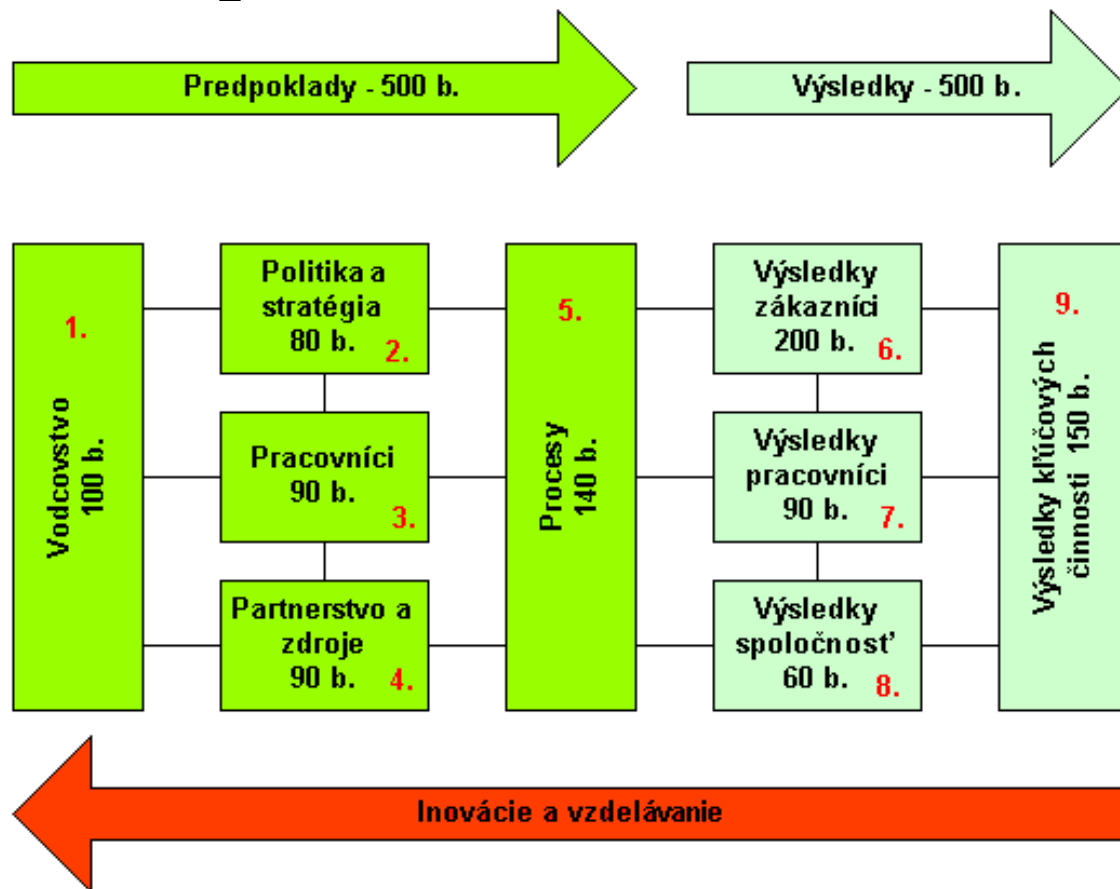 Predpoklady - 500 b.
Výsledky - 500 b.
1.
Vodcovstvo
100 b.
Politika a
stratégia
80 b.
2.
Pracovníci
90 b.
3.
Partnerstvo a
zdroje
90 b.
4.
5.
Procesy
140 b.
Výsledky
zákazníci
200 b.
6.
Výsledky
pracovníci
90 b.
7.
Výsledky
spoločnosť
60 b.
8.
9.
Výsledky kľúčových
činnosti 150 b.
Inovácie a vzdelávanie